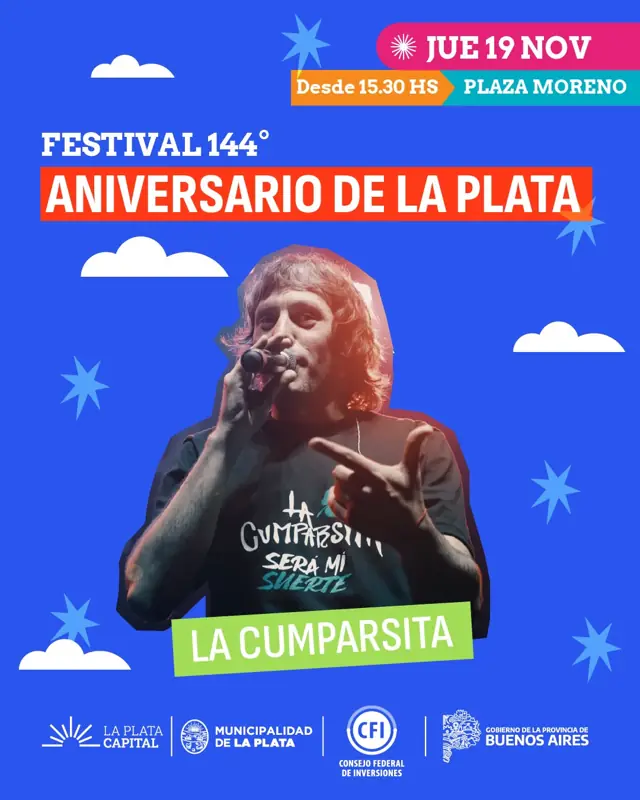 JUE 19 NOV
Desde 15.30 HS
PLAZA MORENO
FESTIVAL 144°
ANIVERSARIO DE LA PLATA
LA
CUMPARSITA
SERÁ MI
SUERTE
LA CUMPARSITA
LA PLATA
CAPITAL
MUNICIPALIDAD
DE LA PLATA
CFI
CONSEJO FEDERAL
DE INVERSIONES
GOBIERNO DE LA PROVINCIA DE
BUENOS AIRES